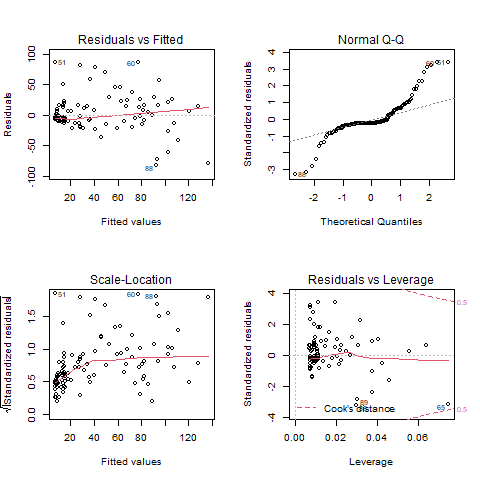 Residuals vs Fitted
Residuals
-100 0 50 100
20 40 60 80 120
Fitted values
51
60
88
Normal Q-Q
Standardized residuals
-3 -1 0 1 2 3 4
-2 -1 0 1 2
Theoretical Quantiles
51
88
Scale-Location
√|Standardized residuals|
0.0 0.5 1.0 1.5
20 40 60 80 120
Fitted values
51
60
88
Residuals vs Leverage
Standardized residuals
-4 -2 0 2 4
0.00 0.02 0.04 0.06
Leverage
0.5
0.5
Cook's distance
89